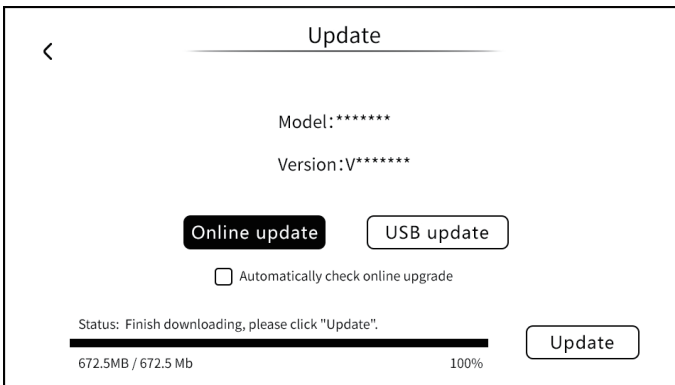 Update
Model:*******
Version:V*******
Online update
USB update
Automatically check online upgrade
Status: Finish downloading, please click "Update".
Update
672.5MB / 672.5 Mb
100%